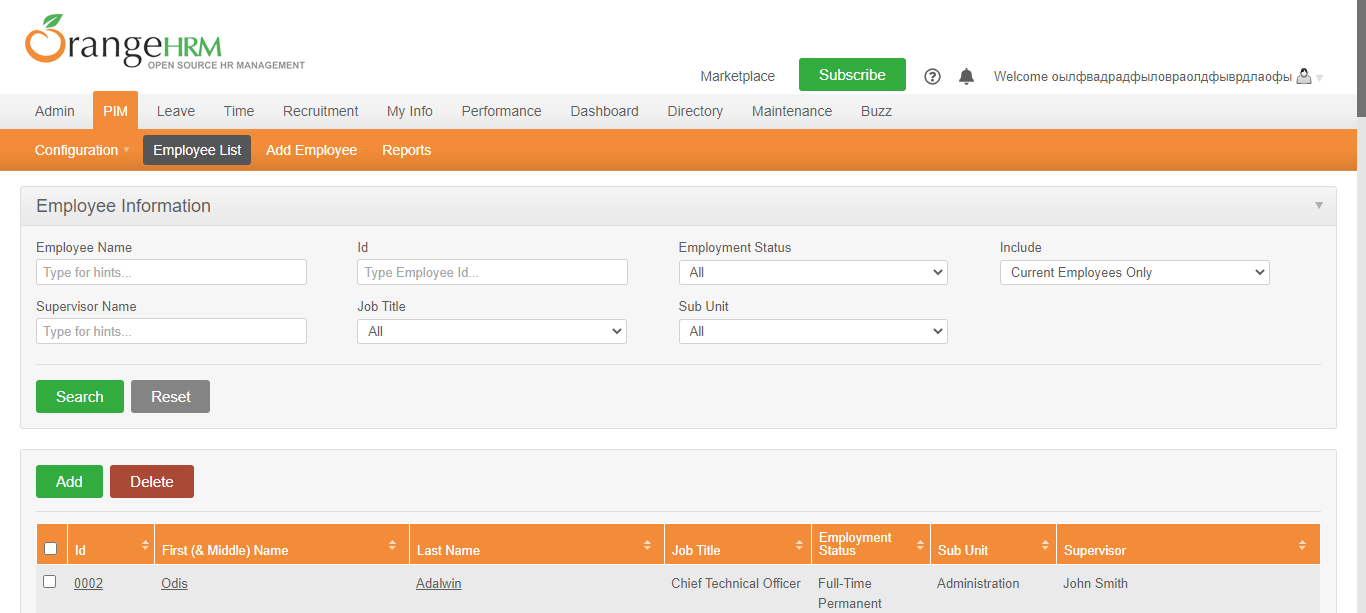 OrangeHRM
OPEN SOURCE HR MANAGEMENT
Marketplace Subscribe Welcome оылфвадрадфыловраолдфыврдлаофы
Admin PIM Leave Time Recruitment My Info Performance Dashboard Directory Maintenance Buzz
Configuration Employee List Add Employee Reports
Employee Information
Employee Name Id Employment Status Include
Type for hints... Type Employee Id... All Current Employees Only
Supervisor Name Job Title Sub Unit
Type for hints... All All
Search Reset
Add Delete
Id First (& Middle) Name Last Name Job Title Employment Status Sub Unit Supervisor
0002 Odis Adalwin Chief Technical Officer Full-Time Permanent Administration John Smith